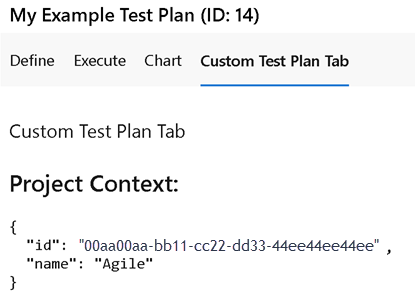 My Example Test Plan (ID: 14)
Define Execute Chart Custom Test Plan Tab
Custom Test Plan Tab
Project Context:
{
"id": "00aa00aa-bb11-cc22-dd33-44ee44ee44ee" ,
"name": "Agile"
}